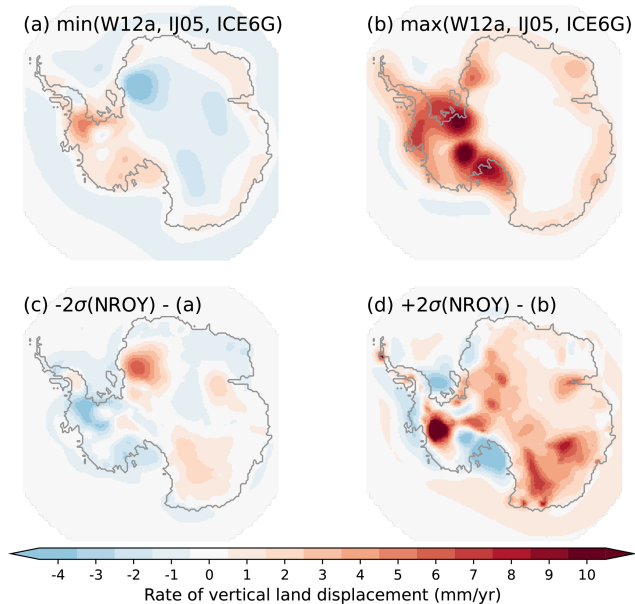 (a) min(W12a, IJ05, ICE6G)
(b) max(W12a, IJ05, ICE6G)
(c) -2σ(NROY) - (a)
(d) +2σ(NROY) - (b)
-4 -3 -2 -1 0 1 2 3 4 5 6 7 8 9 10
Rate of vertical land displacement (mm/yr)